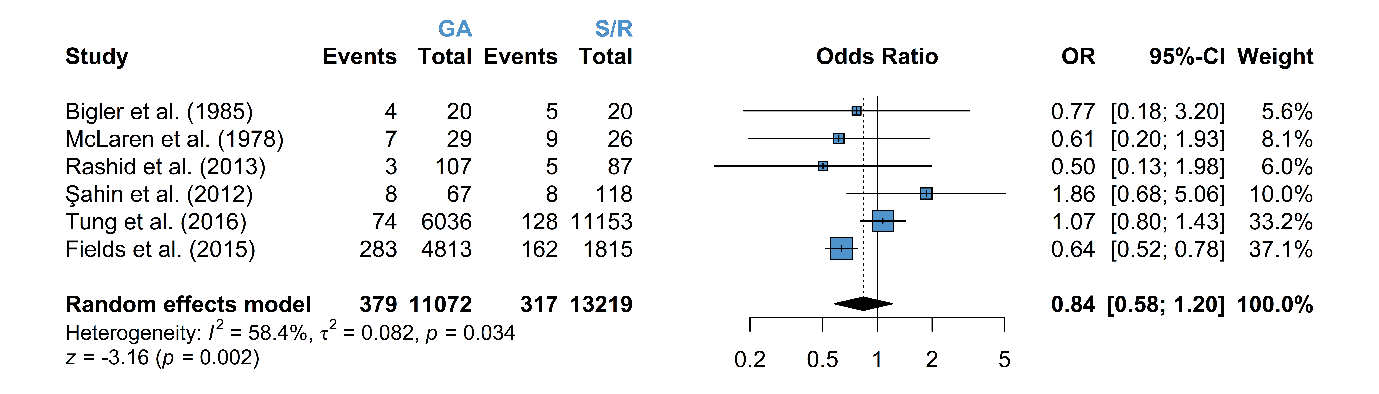 GA S/R
Study Events Total Events Total Odds Ratio OR 95%-CI Weight
Bigler et al. (1985) 4 20 5 20 0.77 [0.18; 3.20] 5.6%
McLaren et al. (1978) 7 29 9 26 0.61 [0.20; 1.93] 8.1%
Rashid et al. (2013) 3 107 5 87 0.50 [0.13; 1.98] 6.0%
Şahin et al. (2012) 8 67 8 118 1.86 [0.68; 5.06] 10.0%
Tung et al. (2016) 74 6036 128 11153 1.07 [0.80; 1.43] 33.2%
Fields et al. (2015) 283 4813 162 1815 0.64 [0.52; 0.78] 37.1%
Random effects model 379 11072 317 13219 0.84 [0.58; 1.20] 100.0%
Heterogeneity: I² = 58.4%, τ² = 0.082, p = 0.034
z = -3.16 (p = 0.002)
0.2 0.5 1 2 5